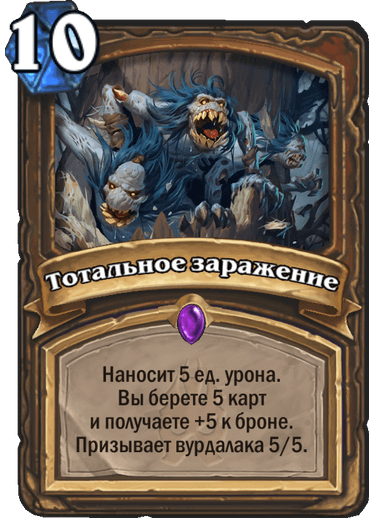 10
Тотальное заражение
Наносит 5 ед. урона.
Вы берете 5 карт
и получаете +5 к броне.
Призывает вурдалака 5/5.